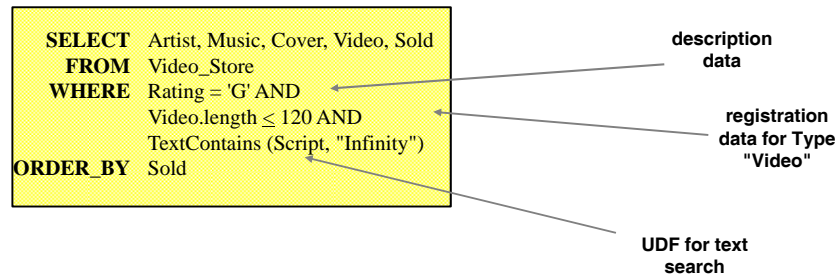 SELECT Artist, Music, Cover, Video, Sold
FROM Video_Store
WHERE Rating = 'G' AND
Video.length ≤ 120 AND
TextContains (Script, "Infinity")
ORDER_BY Sold
description
data
registration
data for Type
"Video"
UDF for text
search